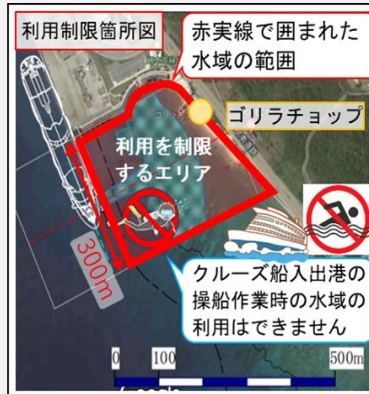 利用制限箇所図
赤実線で囲まれた
水域の範囲
ゴリラチョップ
利用を制限
するエリア
300m
クルーズ船入出港の
操船作業時の水域の
利用はできません
0 100 500m